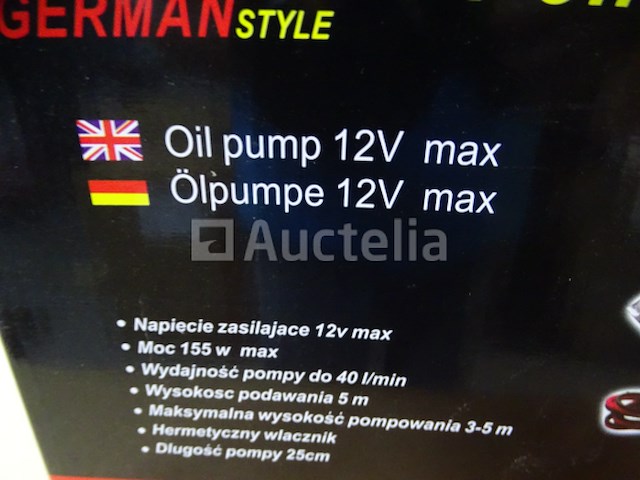 GERMAN STYLE
Oil pump 12V max
Ölpumpe 12V max
Auctelia
• Napięcie zasilajace 12v max
• Moc 155 w max
• Wydajność pompy do 40 l/min
• Wysokosc podawania 5 m
• Maksymalna wysokość pompowania 3-5 m
• Hermetyczny wlacznik
• Dlugość pompy 25cm